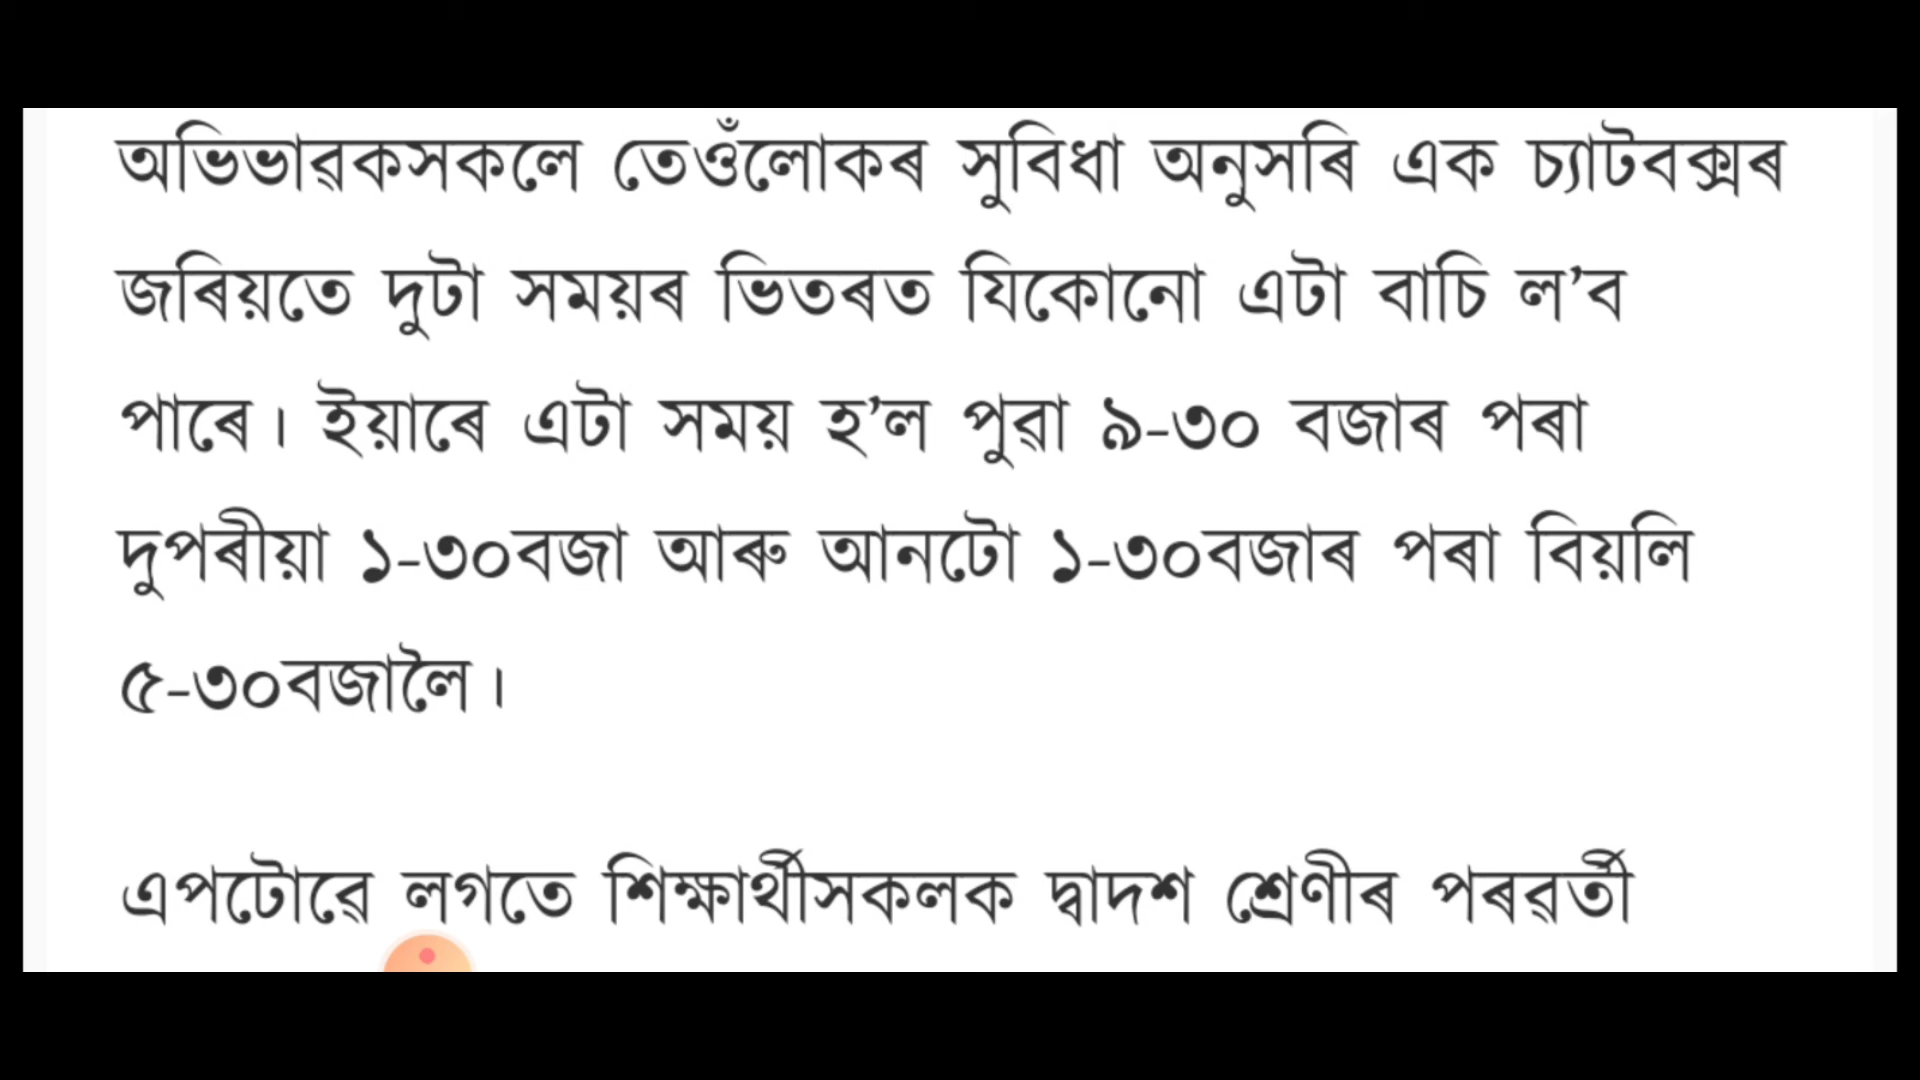 অভিভাৱকসকলে তেওঁলোকৰ সুবিধা অনুসৰি এক চ্যাটবক্সৰ
জৰিয়তে দুটা সময়ৰ ভিতৰত যিকোনো এটা বাচি ল’ব
পাৰে। ইয়াৰে এটা সময় হ’ল পুৱা ৯-৩০ বজাৰ পৰা
দুপৰীয়া ১-৩০বজা আৰু আনটো ১-৩০বজাৰ পৰা বিয়লি
৫-৩০বজালৈ।
এপটোৱে লগতে শিক্ষাৰ্থীসকলক দ্বাদশ শ্ৰেণীৰ পৰৱৰ্তী